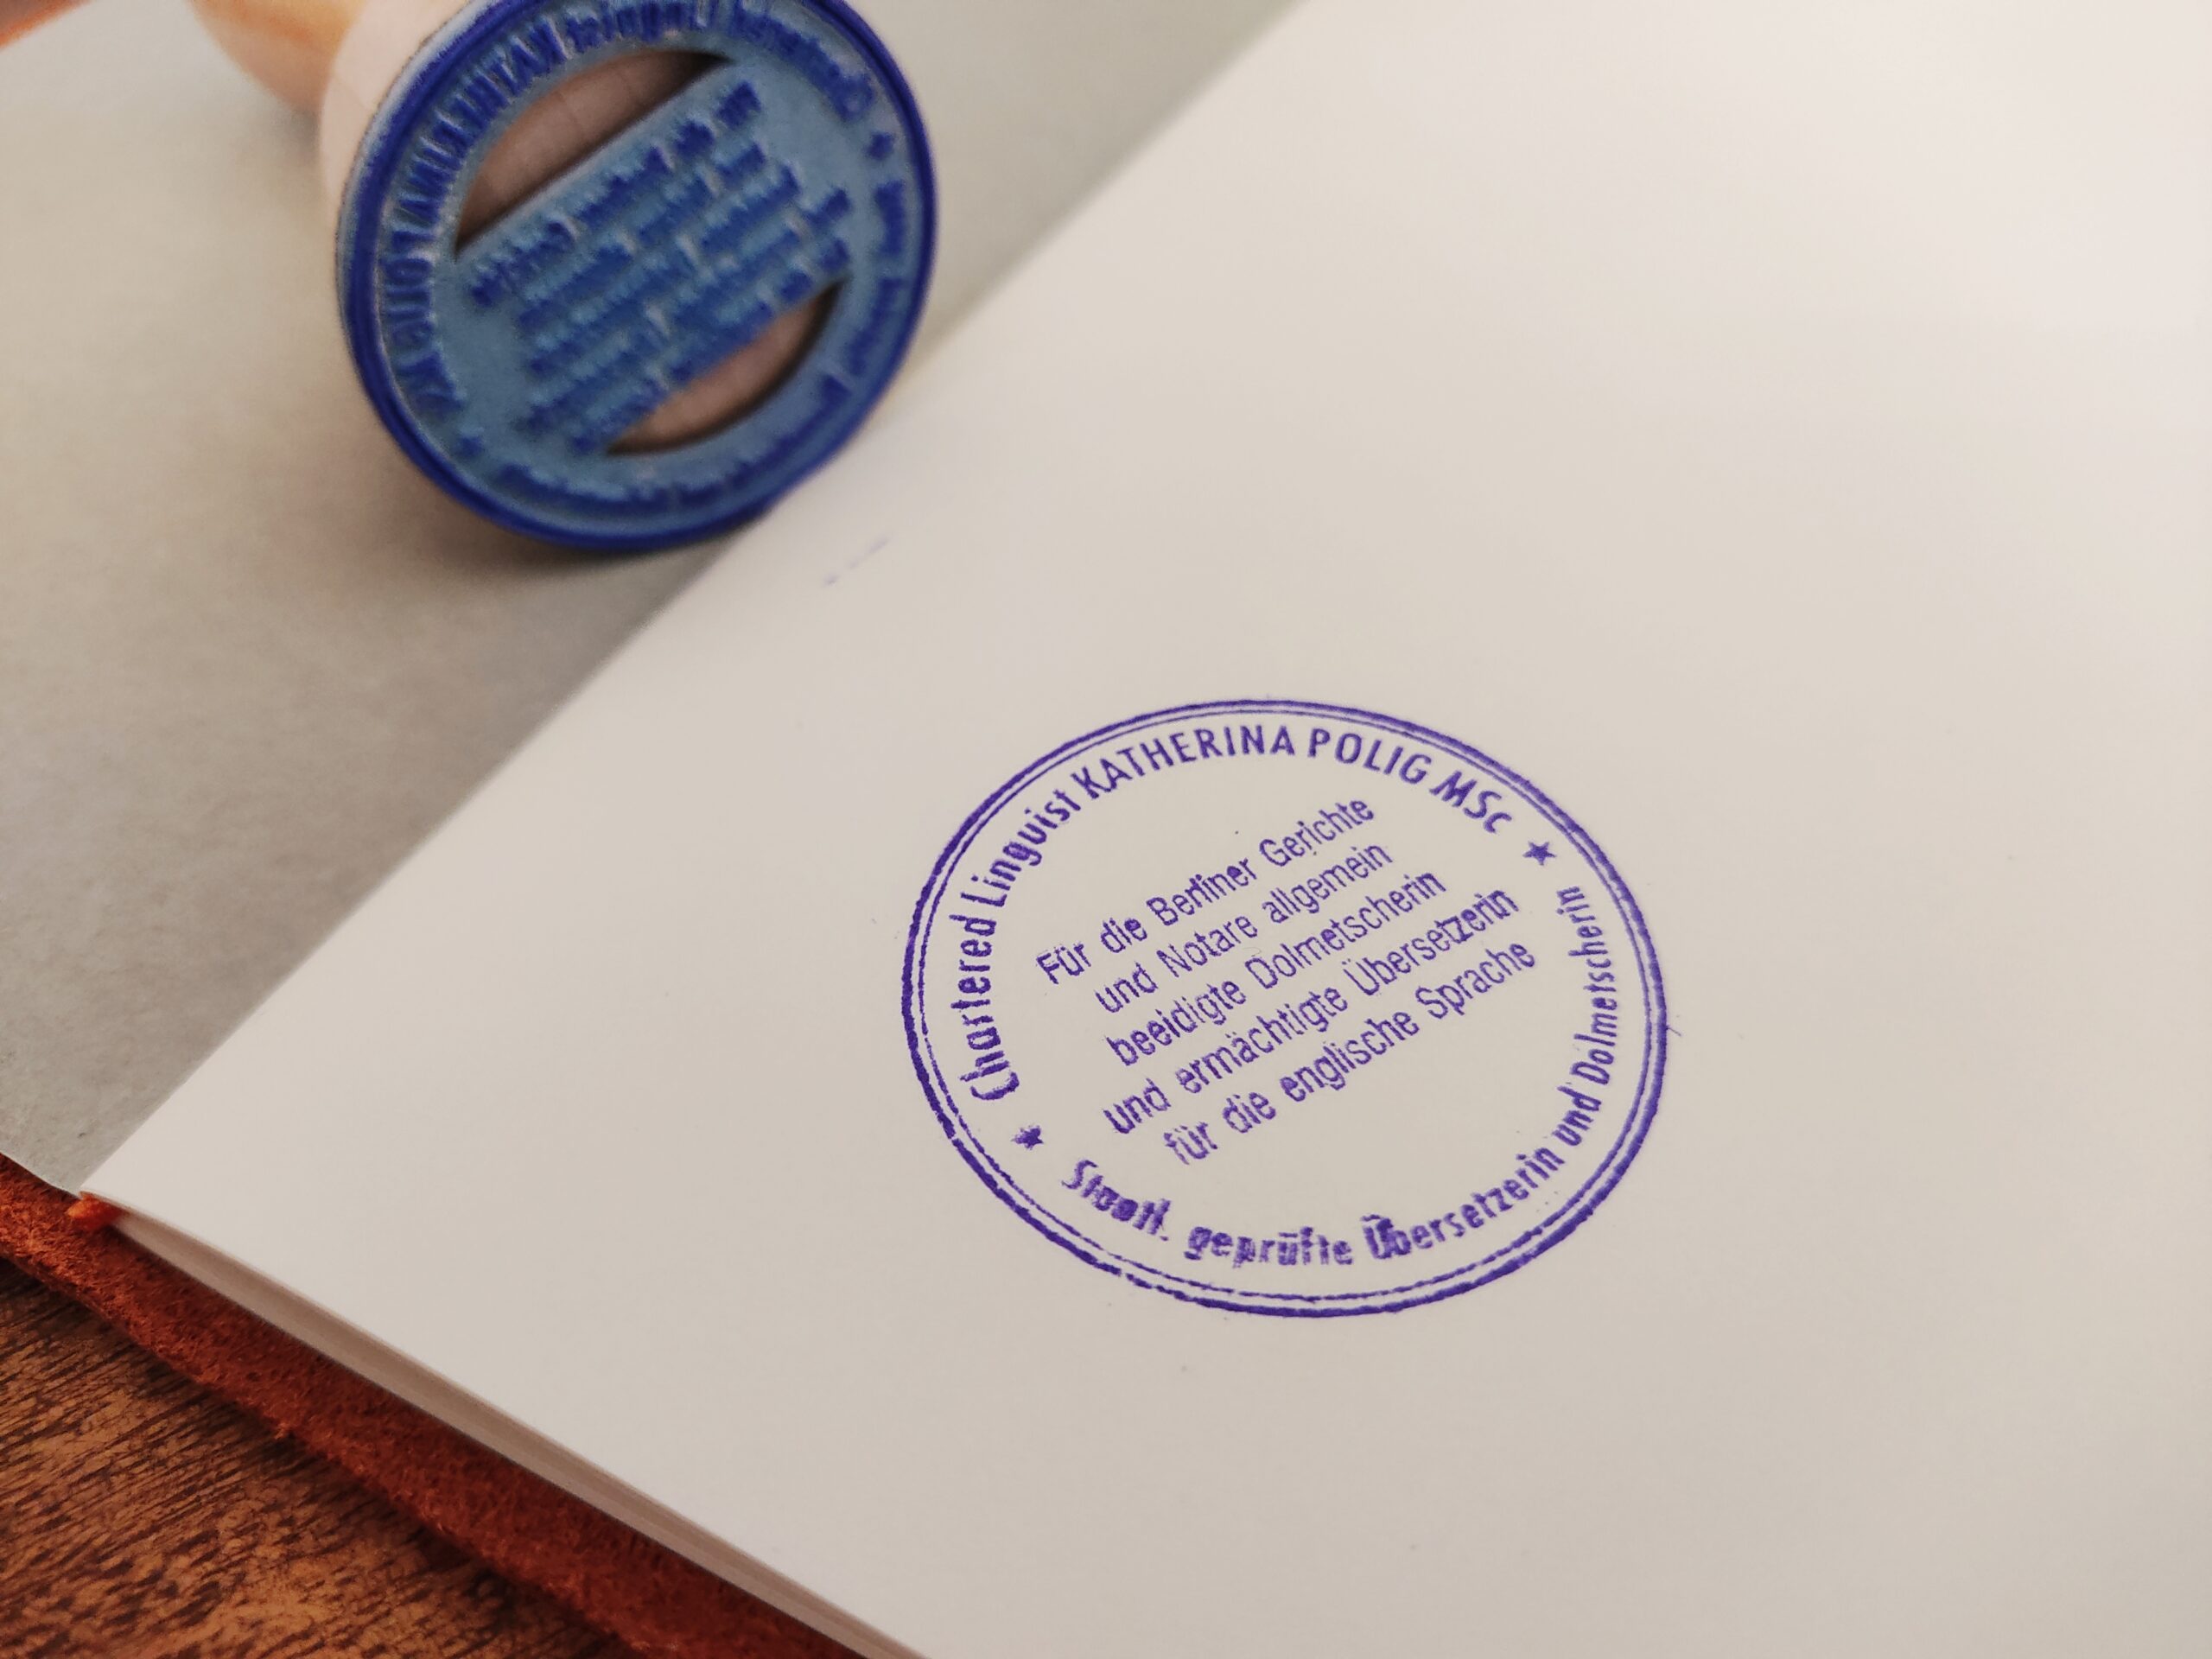 Chartered Linguist KATHERINA POLIG MSc
Für die Berliner Gerichte
und Notare allgemein
beeidigte Dolmetscherin
und ermächtigte Übersetzerin
für die englische Sprache
Staatl. geprüfte Übersetzerin und Dolmetscherin